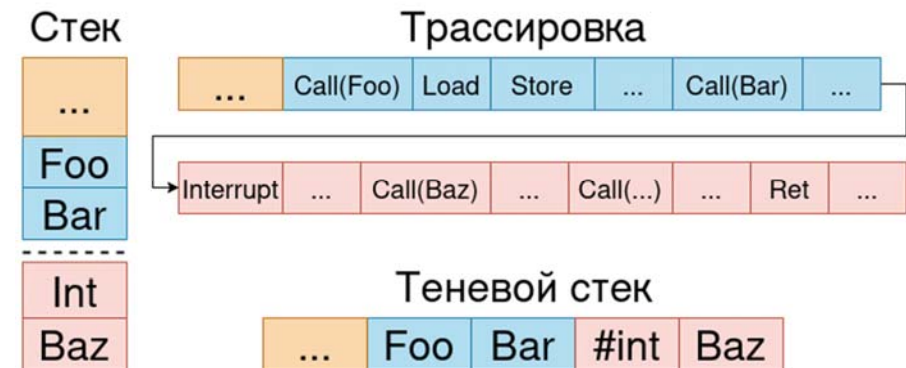 Стек
Трассировка
...
... Call(Foo) Load Store ... Call(Bar) ...
Foo
Bar
Interrupt ... Call(Baz) ... Call(...) ... Ret ...
Int
Baz
Теневой стек
... Foo Bar #int Baz